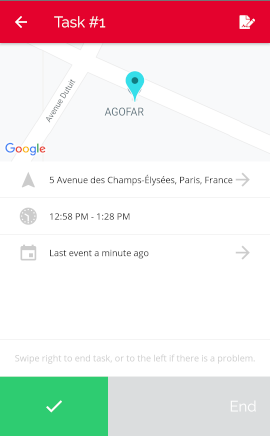 Task #1
Avenue Dutuit
AGOFAR
Google
5 Avenue des Champs-Élysées, Paris, France
12:58 PM - 1:28 PM
Last event a minute ago
Swipe right to end task, or to the left if there is a problem.
End